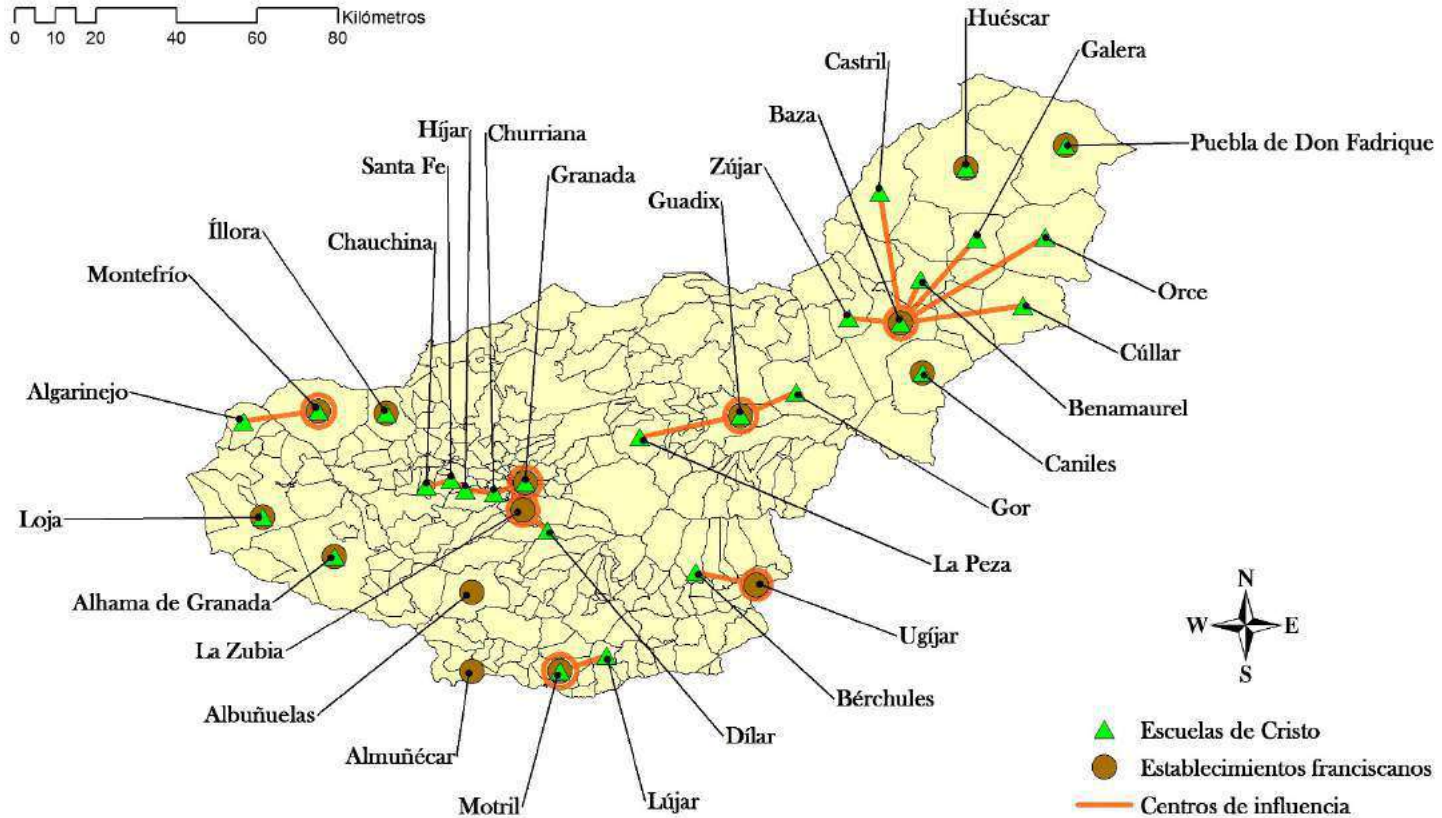 Kilómetros
0 10 20 40 60 80
Huéscar
Galera
Castril
Baza
Híjar
Churriana
Puebla de Don Fadrique
Santa Fe
Granada
Zújar
Guadix
Íllora
Chauchina
Montefrío
Orce
Cúllar
Algarinejo
Benamaurel
Caniles
Gor
Loja
La Peza
Alhama de Granada
N
W E
S
La Zubia
Ugíjar
Bérchules
Albuñuelas
Dílar
Almuñécar
Motril
Lújar
Escuelas de Cristo
Establecimientos franciscanos
Centros de influencia